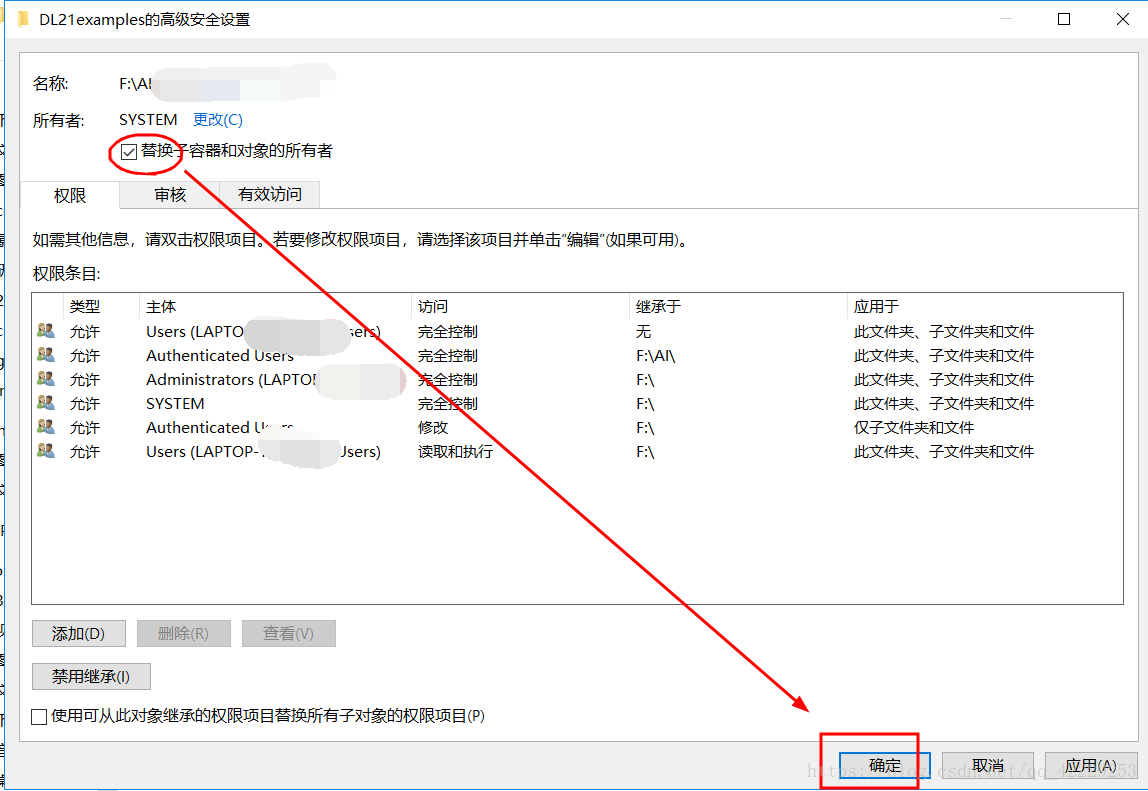 DL21examples的高级安全设置
名称: F:\AI
所有者: SYSTEM 更改(C)
替换子容器和对象的所有者
权限 审核 有效访问
如需其他信息，请双击权限项目。若要修改权限项目，请选择该项目并单击“编辑”(如果可用)。
权限条目:
类型 主体 访问 继承于 应用于
允许 Users (LAPTO sers) 完全控制 无 此文件夹、子文件夹和文件
允许 Authenticated Users 完全控制 F:\AI\ 此文件夹、子文件夹和文件
允许 Administrators (LAPTO 完全控制 F:\ 此文件夹、子文件夹和文件
允许 SYSTEM 完全控制 F:\ 此文件夹、子文件夹和文件
允许 Authenticated Users 修改 F:\ 仅子文件夹和文件
允许 Users (LAPTOP- Users) 读取和执行 F:\ 此文件夹、子文件夹和文件
添加(D) 删除(R) 查看(V)
禁用继承(I)
使用可从此对象继承的权限项目替换所有子对象的权限项目(P)
确定 取消 应用(A)